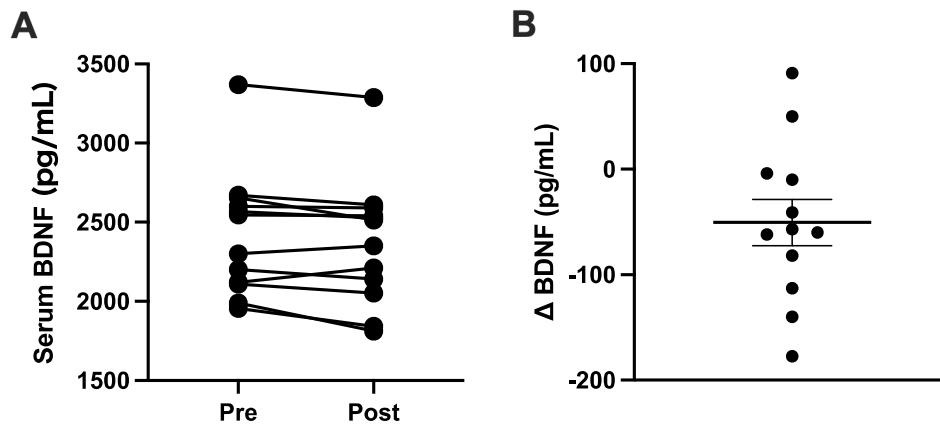 A
Serum BDNF (pg/mL)
3500
3000
2500
2000
1500
Pre Post
B
Δ BDNF (pg/mL)
100
0
-100
-200